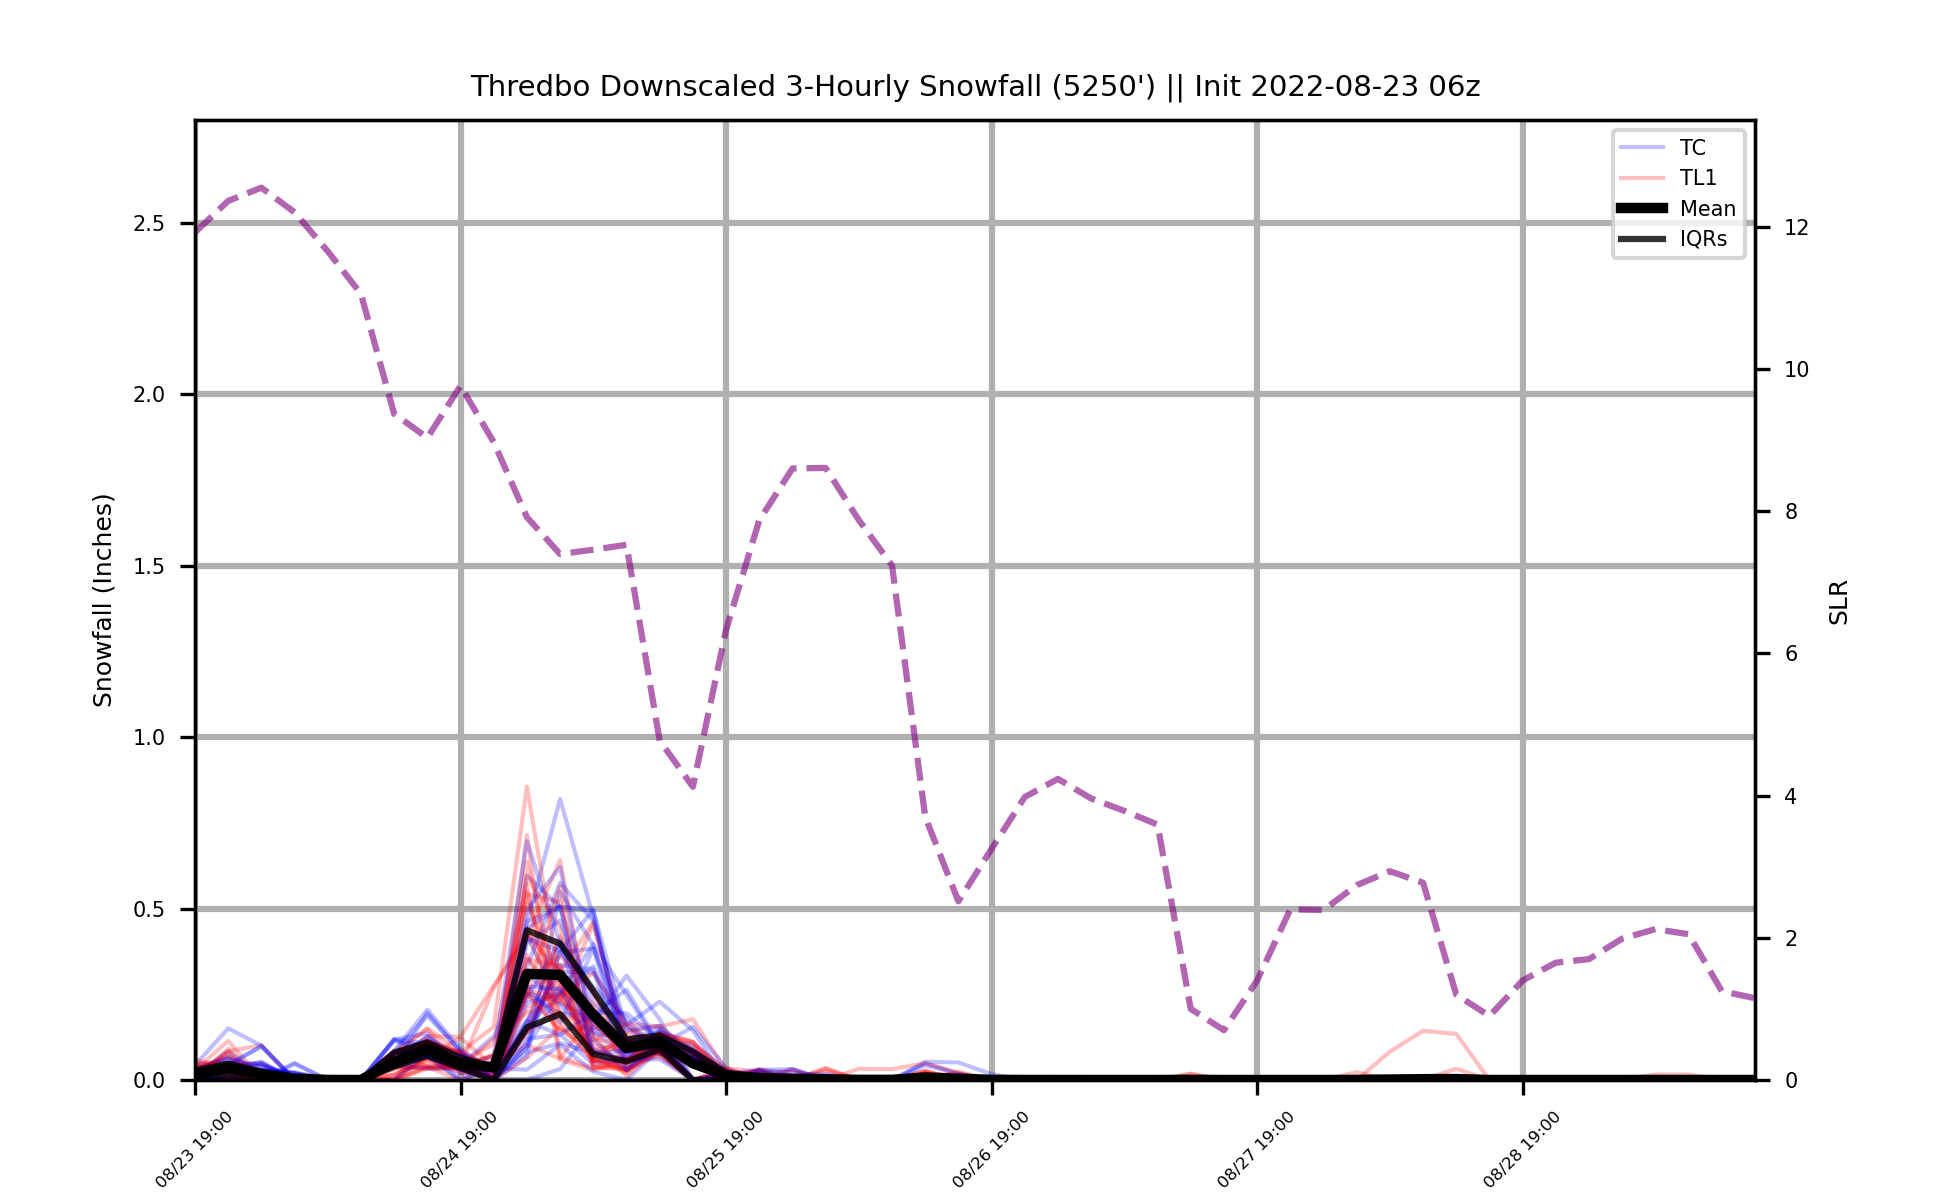 Thredbo Downscaled 3-Hourly Snowfall (5250') || Init 2022-08-23 06z
TC
TL1
Mean
IQRs
Snowfall (Inches)
2.5
2.0
1.5
1.0
0.5
0.0
SLR
12
10
8
6
4
2
0
08/23 19:00
08/24 19:00
08/25 19:00
08/26 19:00
08/27 19:00
08/28 19:00